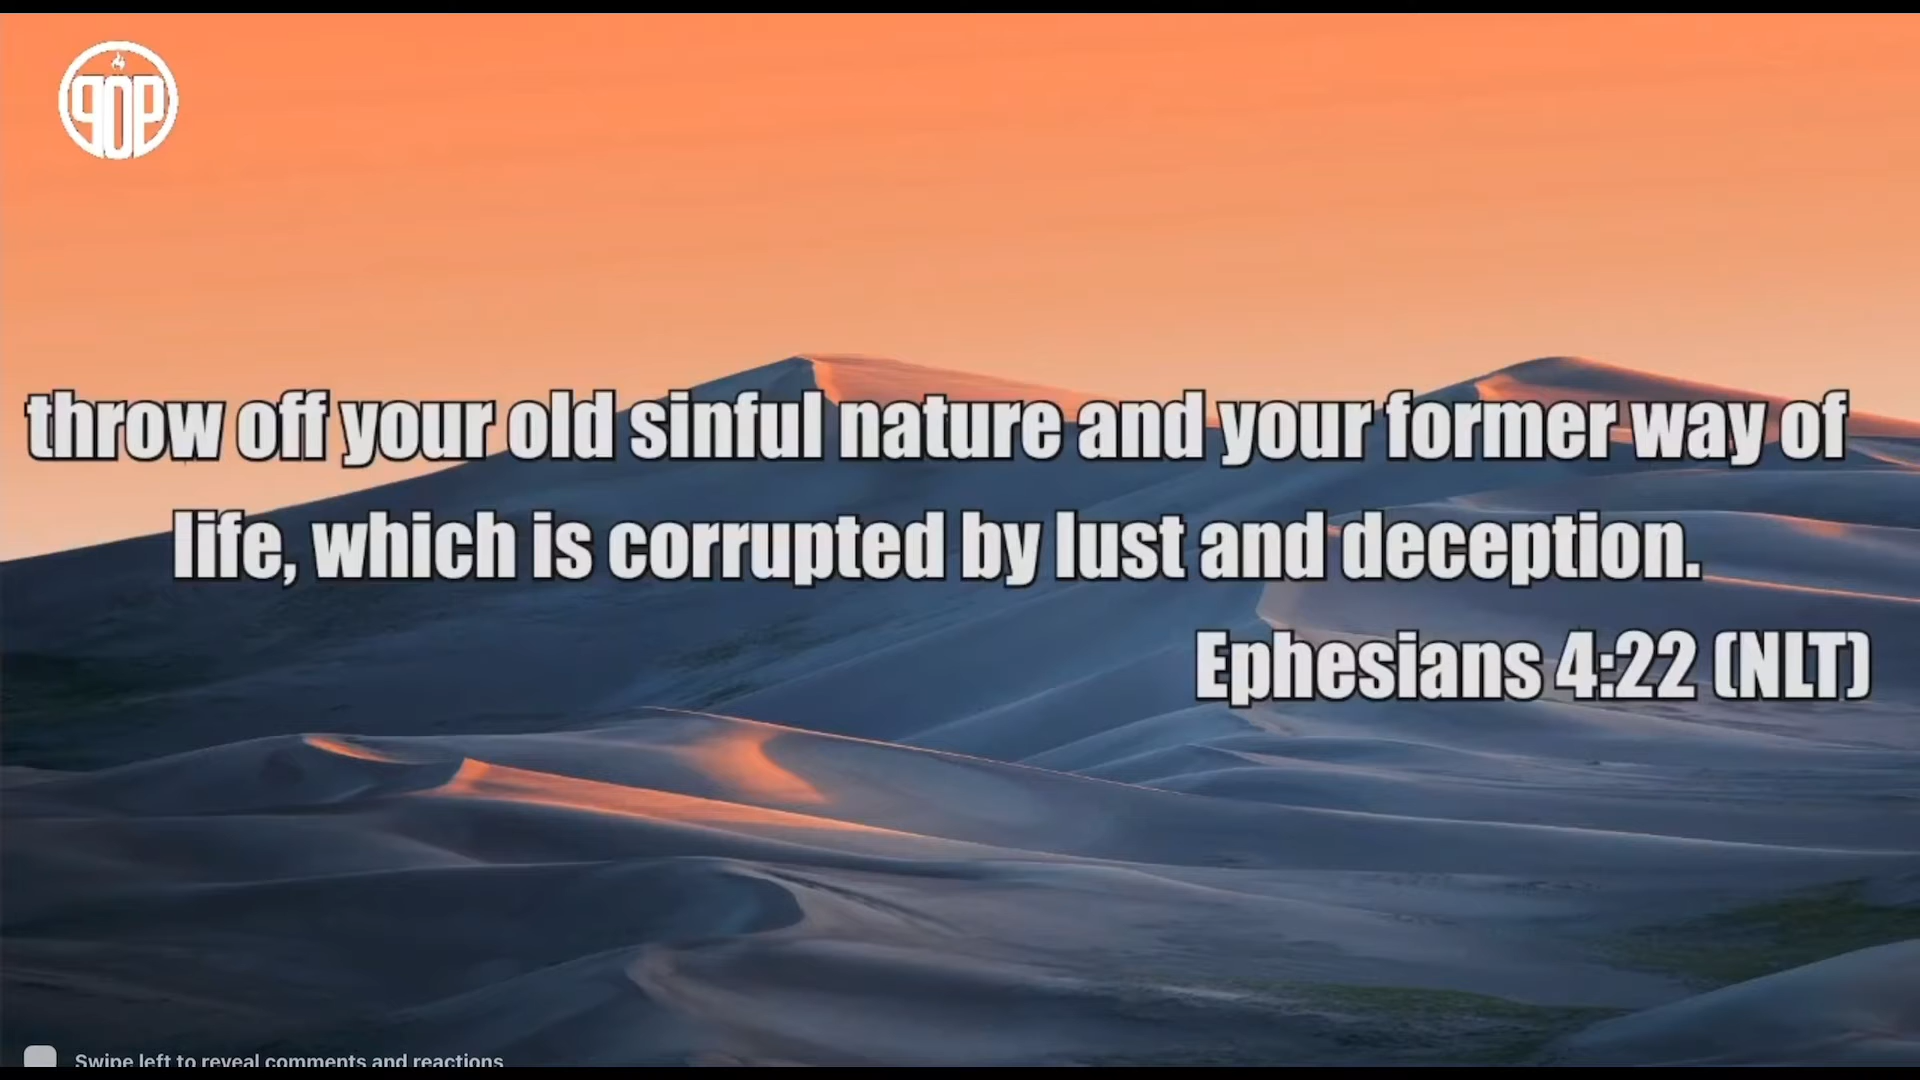 POP
throw off your old sinful nature and your former way of
life, which is corrupted by lust and deception.
Ephesians 4:22 (NLT)
Swipe left to reveal comments and reactions